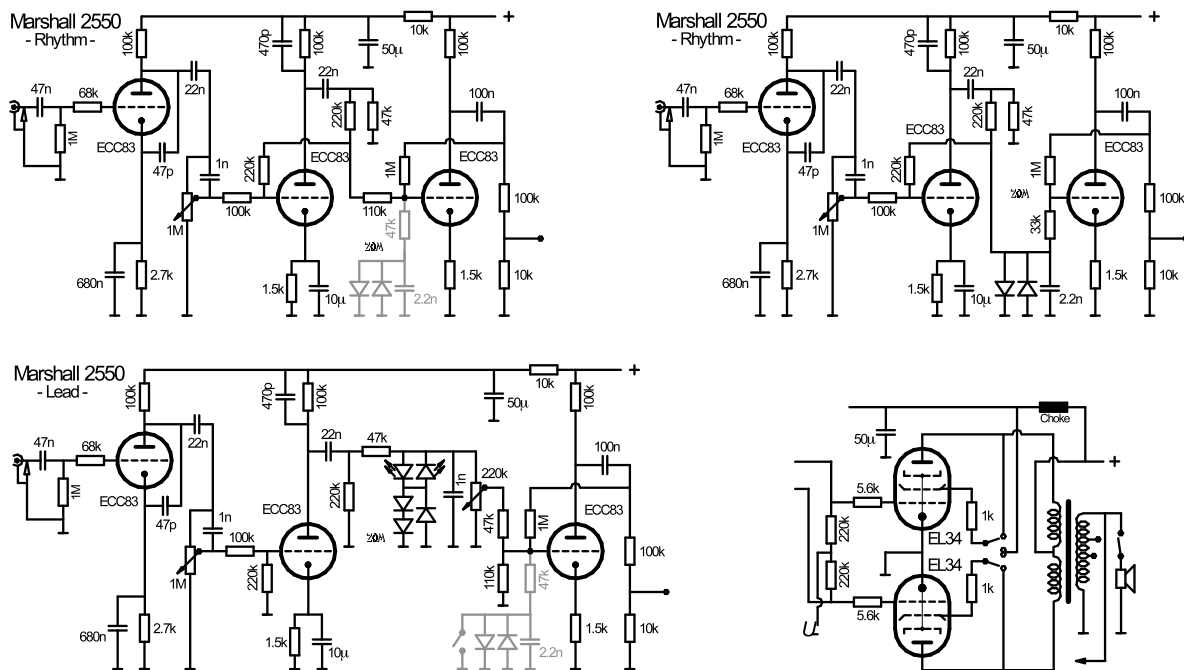 Marshall 2550
- Rhythm -
100k
47n
68k
1M
ECC83
22n
47p
1n
1M
680n
2.7k
100k
470p
100k
50µ
10k
+
22n
220k
47k
220k
ECC83
110k
1.5k
10µ
100k
1M
100n
ECC83
47k
2.2n
1.5k
100k
10k
Marshall 2550
- Rhythm -
100k
47n
68k
1M
ECC83
22n
47p
1n
1M
680n
2.7k
100k
470p
100k
50µ
10k
+
22n
220k
47k
220k
ECC83
1.5k
10µ
100k
1M
33k
100n
ECC83
2.2n
1.5k
100k
10k
Marshall 2550
- Lead -
100k
47n
68k
1M
ECC83
22n
47p
1n
1M
680n
2.7k
100k
220k
470p
100k
ECC83
1.5k
10µ
22n
220k
47k
1n
220k
50µ
10k
+
47k
110k
1M
47k
2.2n
100k
100n
ECC83
1.5k
100k
10k
Choke
50µ
+
5.6k
220k
220k
5.6k
1k
EL34
EL34
1k